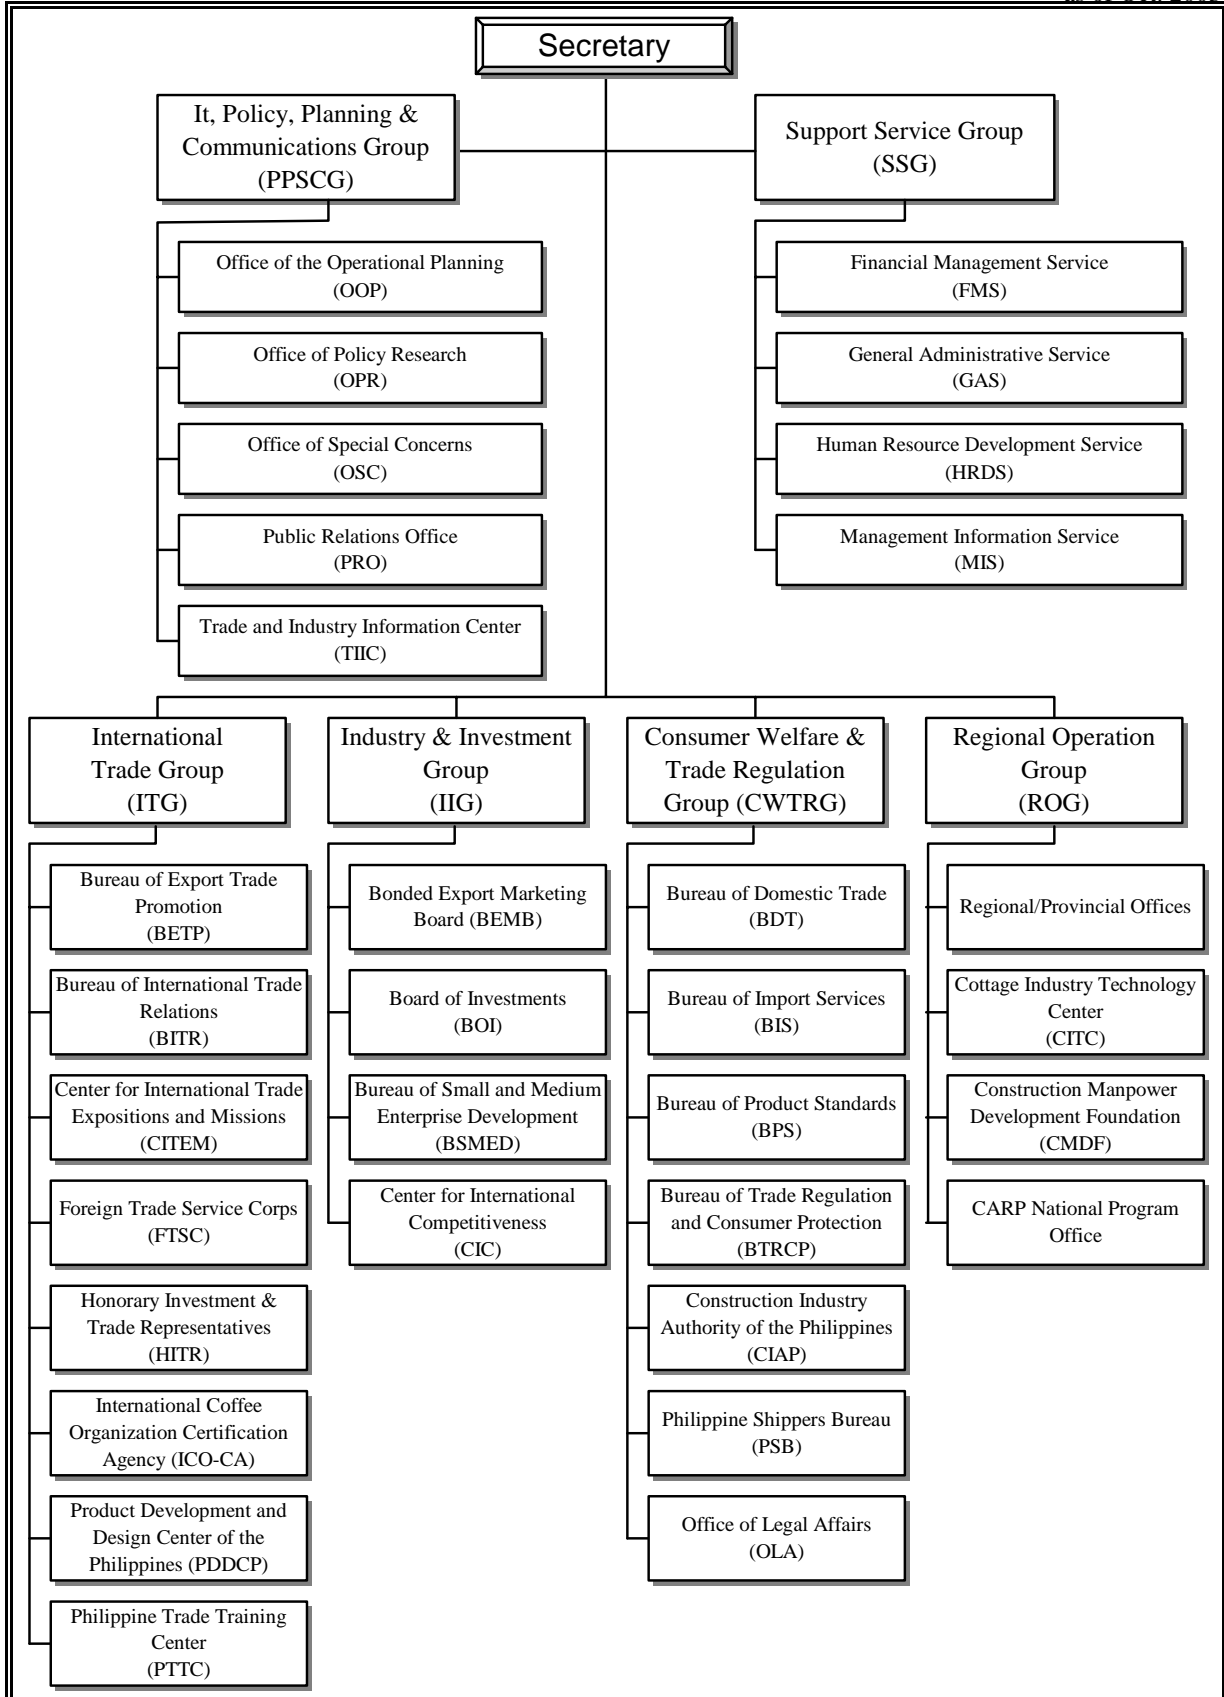 Secretary
It, Policy, Planning &
Communications Group
(PPSCG)
Support Service Group
(SSG)
Office of the Operational Planning
(OOP)
Office of Policy Research
(OPR)
Office of Special Concerns
(OSC)
Public Relations Office
(PRO)
Trade and Industry Information Center
(TIIC)
Financial Management Service
(FMS)
General Administrative Service
(GAS)
Human Resource Development Service
(HRDS)
Management Information Service
(MIS)
International
Trade Group
(ITG)
Bureau of Export Trade
Promotion
(BETP)
Bureau of International Trade
Relations
(BITR)
Center for International Trade
Expositions and Missions
(CITEM)
Foreign Trade Service Corps
(FTSC)
Honorary Investment &
Trade Representatives
(HITR)
International Coffee
Organization Certification
Agency (ICO-CA)
Product Development and
Design Center of the
Philippines (PDDCP)
Philippine Trade Training
Center
(PTTC)
Industry & Investment
Group
(IIG)
Bonded Export Marketing
Board (BEMB)
Board of Investments
(BOI)
Bureau of Small and Medium
Enterprise Development
(BSMED)
Center for International
Competitiveness
(CIC)
Consumer Welfare &
Trade Regulation
Group (CWTRG)
Bureau of Domestic Trade
(BDT)
Bureau of Import Services
(BIS)
Bureau of Product Standards
(BPS)
Bureau of Trade Regulation
and Consumer Protection
(BTRCP)
Construction Industry
Authority of the Philippines
(CIAP)
Philippine Shippers Bureau
(PSB)
Office of Legal Affairs
(OLA)
Regional Operation
Group
(ROG)
Regional/Provincial Offices
Cottage Industry Technology
Center
(CITC)
Construction Manpower
Development Foundation
(CMDF)
CARP National Program
Office